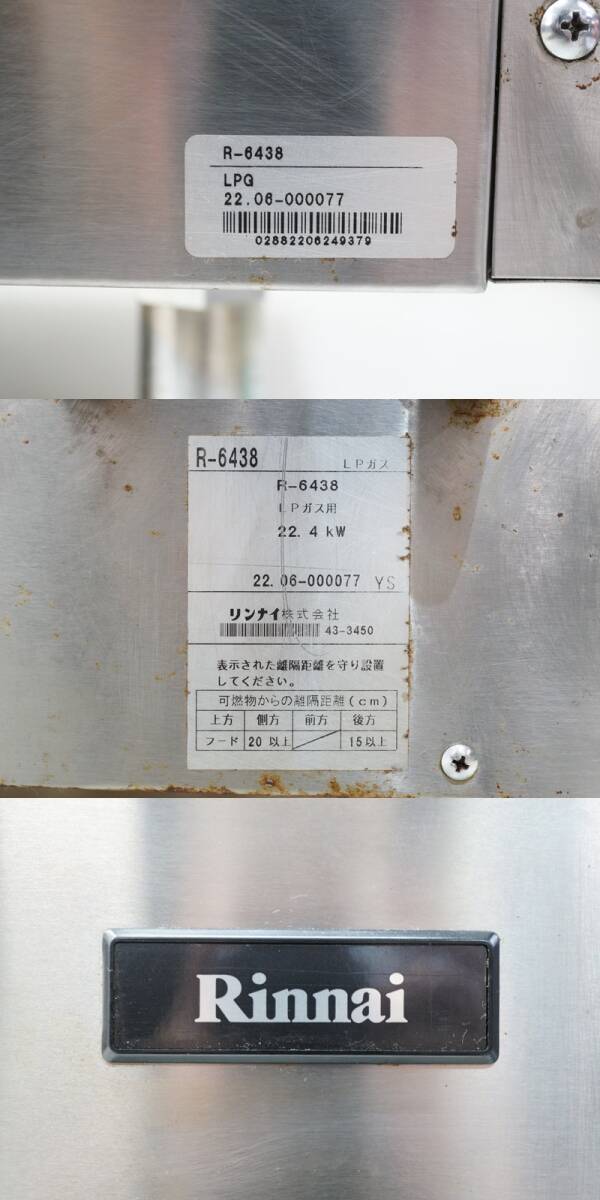 R-6438
LPG
22.06-000077
02882206249379
R-6438 LPガス
R-6438
LPガス用
22.4 kW
22.06-000077 YS
リンナイ株式会社
43-3450
表示された離隔距離を守り設置
してください。
可燃物からの離隔距離(cm)
上方 側方 前方 後方
フード 20以上 15以上
Rinnai